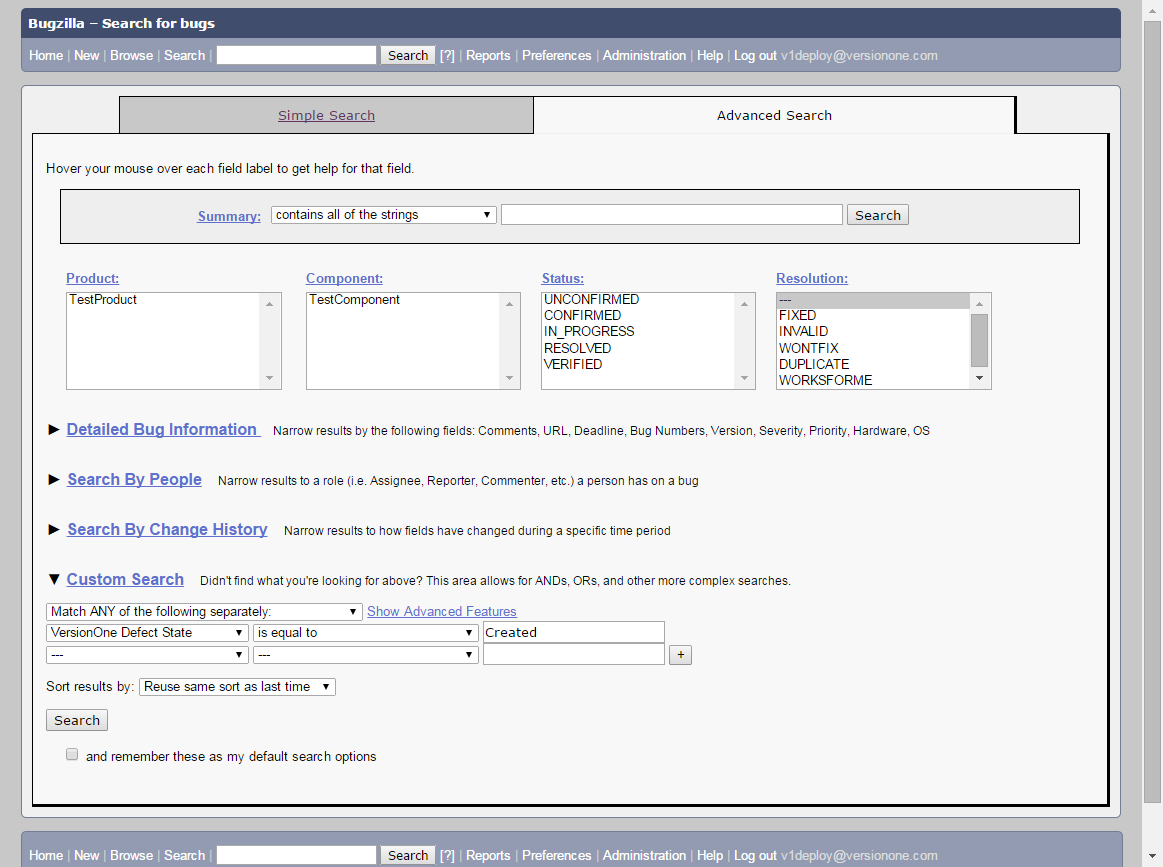 Bugzilla – Search for bugs
Home | New | Browse | Search | Search [?] | Reports | Preferences | Administration | Help | Log out v1deploy@versionone.com
Simple Search
Advanced Search
Hover your mouse over each field label to get help for that field.
Summary: contains all of the strings Search
Product: Component: Status: Resolution:
TestProduct TestComponent UNCONFIRMED ---
CONFIRMED FIXED
IN_PROGRESS INVALID
RESOLVED WONTFIX
VERIFIED DUPLICATE
WORKSFORME
Detailed Bug Information Narrow results by the following fields: Comments, URL, Deadline, Bug Numbers, Version, Severity, Priority, Hardware, OS
Search By People Narrow results to a role (i.e. Assignee, Reporter, Commenter, etc.) a person has on a bug
Search By Change History Narrow results to how fields have changed during a specific time period
Custom Search Didn't find what you're looking for above? This area allows for ANDs, ORs, and other more complex searches.
Match ANY of the following separately: Show Advanced Features
VersionOne Defect State is equal to Created
--- --- +
Sort results by: Reuse same sort as last time
Search
and remember these as my default search options
Home | New | Browse | Search | Search [?] | Reports | Preferences | Administration | Help | Log out v1deploy@versionone.com